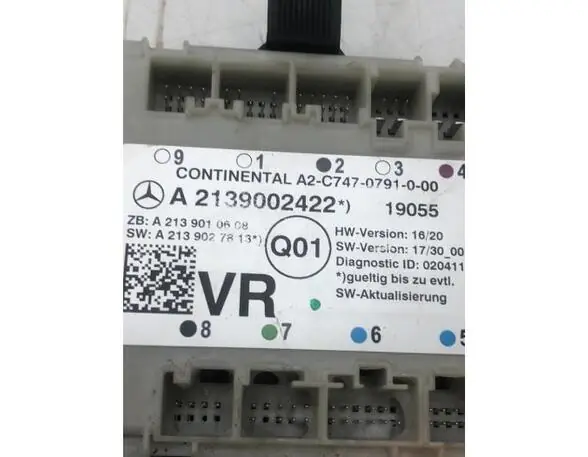 9 1 2 3 4
CONTINENTAL A2-C747-0791-0-00
A 2139002422*) 19055
ZB: A 213 901 06 08
SW: A 213 902 78 13*)
Q01
HW-Version: 16/20
SW-Version: 17/30_00
Diagnostic ID: 020411
*)gueltig bis zu evtl.
SW-Aktualisierung
VR
8 7 6 5